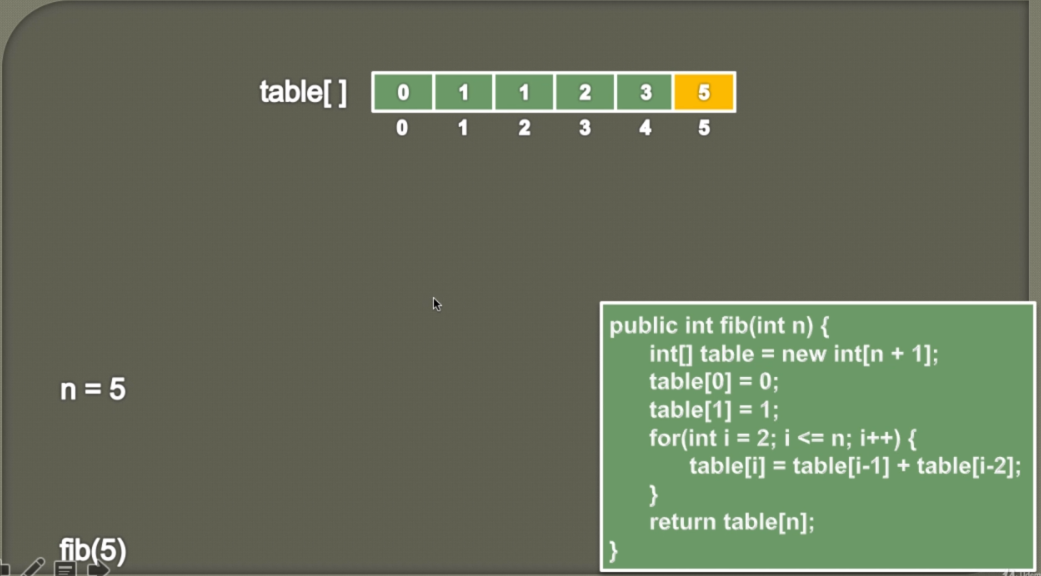 table[ ] 0 1 1 2 3 5
0 1 2 3 4 5
n = 5
fib(5)
public int fib(int n) {
int[] table = new int[n + 1];
table[0] = 0;
table[1] = 1;
for(int i = 2; i <= n; i++) {
table[i] = table[i-1] + table[i-2];
}
return table[n];
}